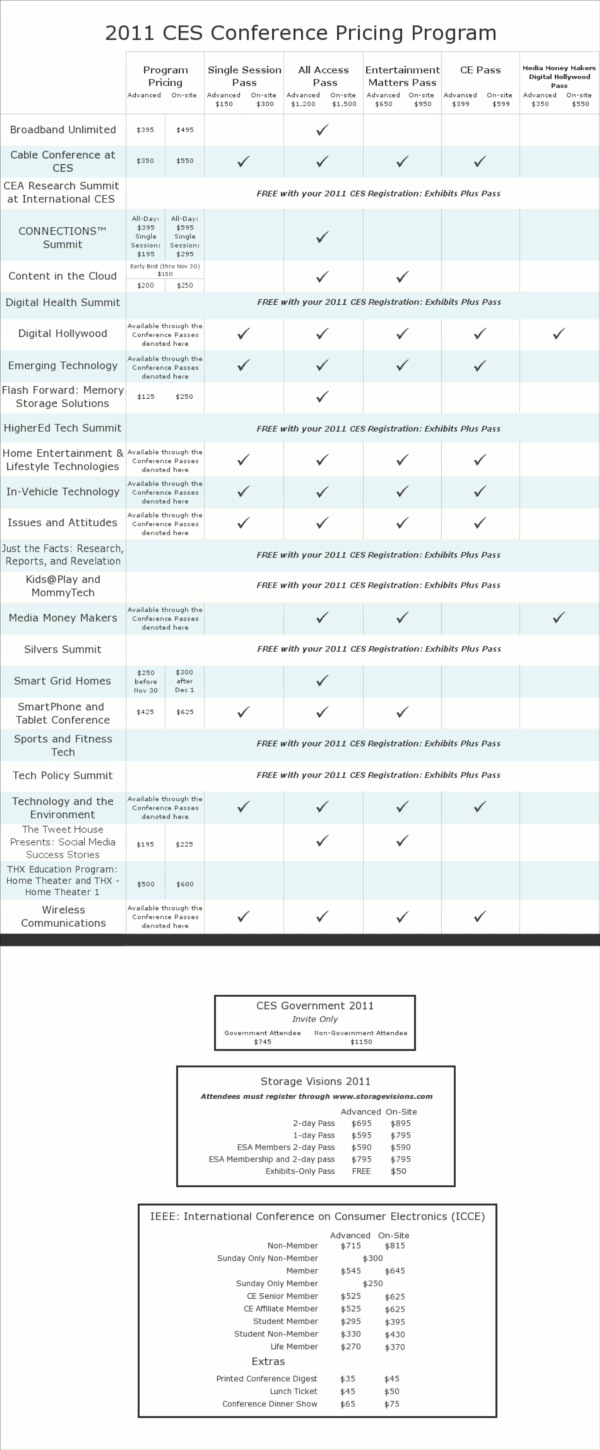 2011 CES Conference Pricing Program
Program Pricing Single Session Pass All Access Pass Entertainment Matters Pass CE Pass Media Money Makers Digital Hollywood Pass
Advanced On-site Advanced On-site Advanced On-site Advanced On-site Advanced On-site Advanced On-site
$150 $300 $1,200 $1,500 $650 $950 $399 $599 $350 $550
Broadband Unlimited $395 $495 ✓
Cable Conference at CES $350 $550 ✓ ✓ ✓ ✓
CEA Research Summit at International CES FREE with your 2011 CES Registration: Exhibits Plus Pass
CONNECTIONS™ Summit All-Day: $395 Single Session: $195 All-Day: $595 Single Session: $295 ✓
Content in the Cloud Early Bird (thru Nov 30) $150 $200 $250 ✓ ✓
Digital Health Summit FREE with your 2011 CES Registration: Exhibits Plus Pass
Digital Hollywood Available through the Conference Passes denoted here ✓ ✓ ✓ ✓ ✓
Emerging Technology Available through the Conference Passes denoted here ✓ ✓ ✓ ✓
Flash Forward: Memory Storage Solutions $125 $250 ✓
HigherEd Tech Summit FREE with your 2011 CES Registration: Exhibits Plus Pass
Home Entertainment & Lifestyle Technologies Available through the Conference Passes denoted here ✓ ✓ ✓ ✓
In-Vehicle Technology Available through the Conference Passes denoted here ✓ ✓ ✓ ✓
Issues and Attitudes Available through the Conference Passes denoted here ✓ ✓ ✓ ✓
Just the Facts: Research, Reports, and Revelation FREE with your 2011 CES Registration: Exhibits Plus Pass
Kids@Play and MommyTech FREE with your 2011 CES Registration: Exhibits Plus Pass
Media Money Makers Available through the Conference Passes denoted here ✓ ✓ ✓
Silvers Summit FREE with your 2011 CES Registration: Exhibits Plus Pass
Smart Grid Homes $250 before Nov 30 $300 after Dec 1 ✓
SmartPhone and Tablet Conference $425 $625 ✓ ✓ ✓
Sports and Fitness Tech FREE with your 2011 CES Registration: Exhibits Plus Pass
Tech Policy Summit FREE with your 2011 CES Registration: Exhibits Plus Pass
Technology and the Environment Available through the Conference Passes denoted here ✓ ✓ ✓ ✓
The Tweet House Presents: Social Media Success Stories $195 $225 ✓ ✓
THX Education Program: Home Theater and THX - Home Theater 1 $500 $600
Wireless Communications Available through the Conference Passes denoted here ✓ ✓ ✓ ✓
CES Government 2011
Invite Only
Government Attendee Non-Government Attendee
$745 $1150
Storage Visions 2011
Attendees must register through www.storagevisions.com
Advanced On-Site
2-day Pass $695 $895
1-day Pass $595 $795
ESA Members 2-day Pass $590 $590
ESA Membership and 2-day pass $795 $795
Exhibits-Only Pass FREE $50
IEEE: International Conference on Consumer Electronics (ICCE)
Advanced On-Site
Non-Member $715 $815
Sunday Only Non-Member $300
Member $545 $645
Sunday Only Member $250
CE Senior Member $525 $625
CE Affiliate Member $525 $625
Student Member $295 $395
Student Non-Member $330 $430
Life Member $270 $370
Extras
Printed Conference Digest $35 $45
Lunch Ticket $45 $50
Conference Dinner Show $65 $75